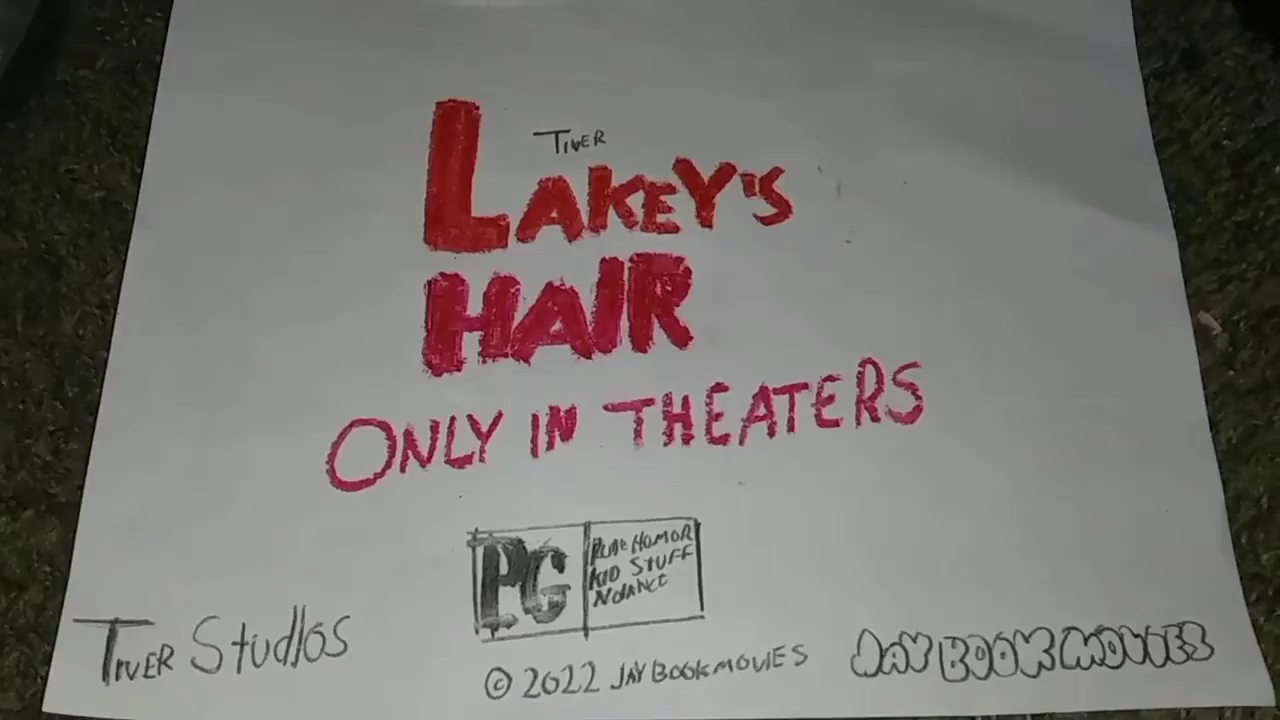 TIVER
LAKEY'S
HAIR
ONLY IN THEATERS
PG
RUDE HUMOR
KID STUFF
TIVER StudIos
© 2022 JAY BOOK MOVIES
JAY BOOK MOVIES